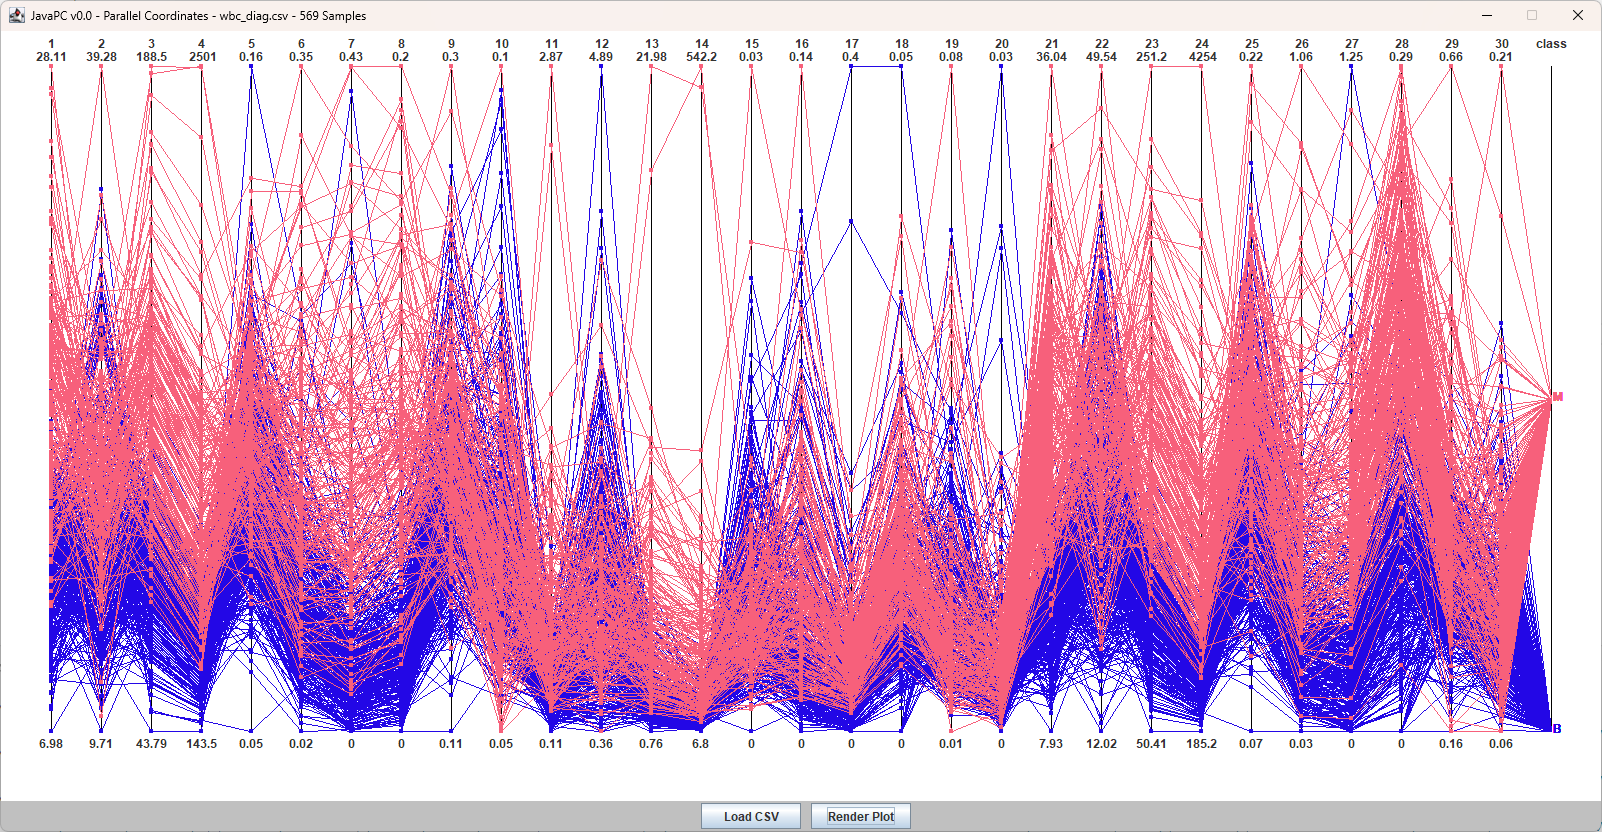 JavaPC v0.0 - Parallel Coordinates - wbc_diag.csv - 569 Samples
1 2 3 4 5 6 7 8 9 10 11 12 13 14 15 16 17 18 19 20 21 22 23 24 25 26 27 28 29 30 class
28.11 39.28 188.5 2501 0.16 0.35 0.43 0.2 0.3 0.1 2.87 4.89 21.98 542.2 0.03 0.14 0.4 0.05 0.08 0.03 36.04 49.54 251.2 4254 0.22 1.06 1.25 0.29 0.66 0.21
M
B
6.98 9.71 43.79 143.5 0.05 0.02 0 0 0.11 0.05 0.11 0.36 0.76 6.8 0 0 0 0 0.01 0 7.93 12.02 50.41 185.2 0.07 0.03 0 0 0.16 0.06
Load CSV Render Plot